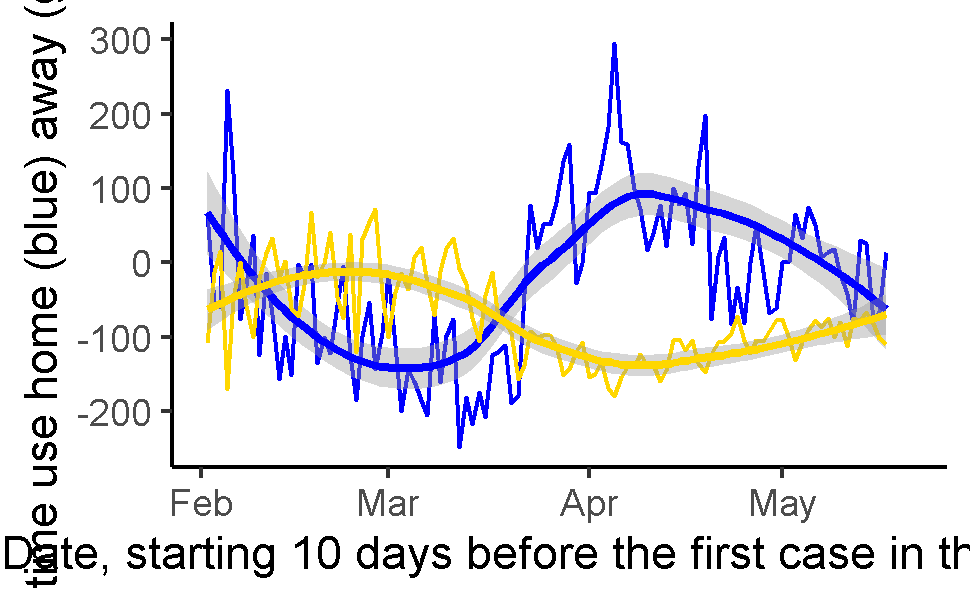 time use home (blue) away (
300
200
100
0
-100
-200
Feb Mar Apr May
Date, starting 10 days before the first case in th